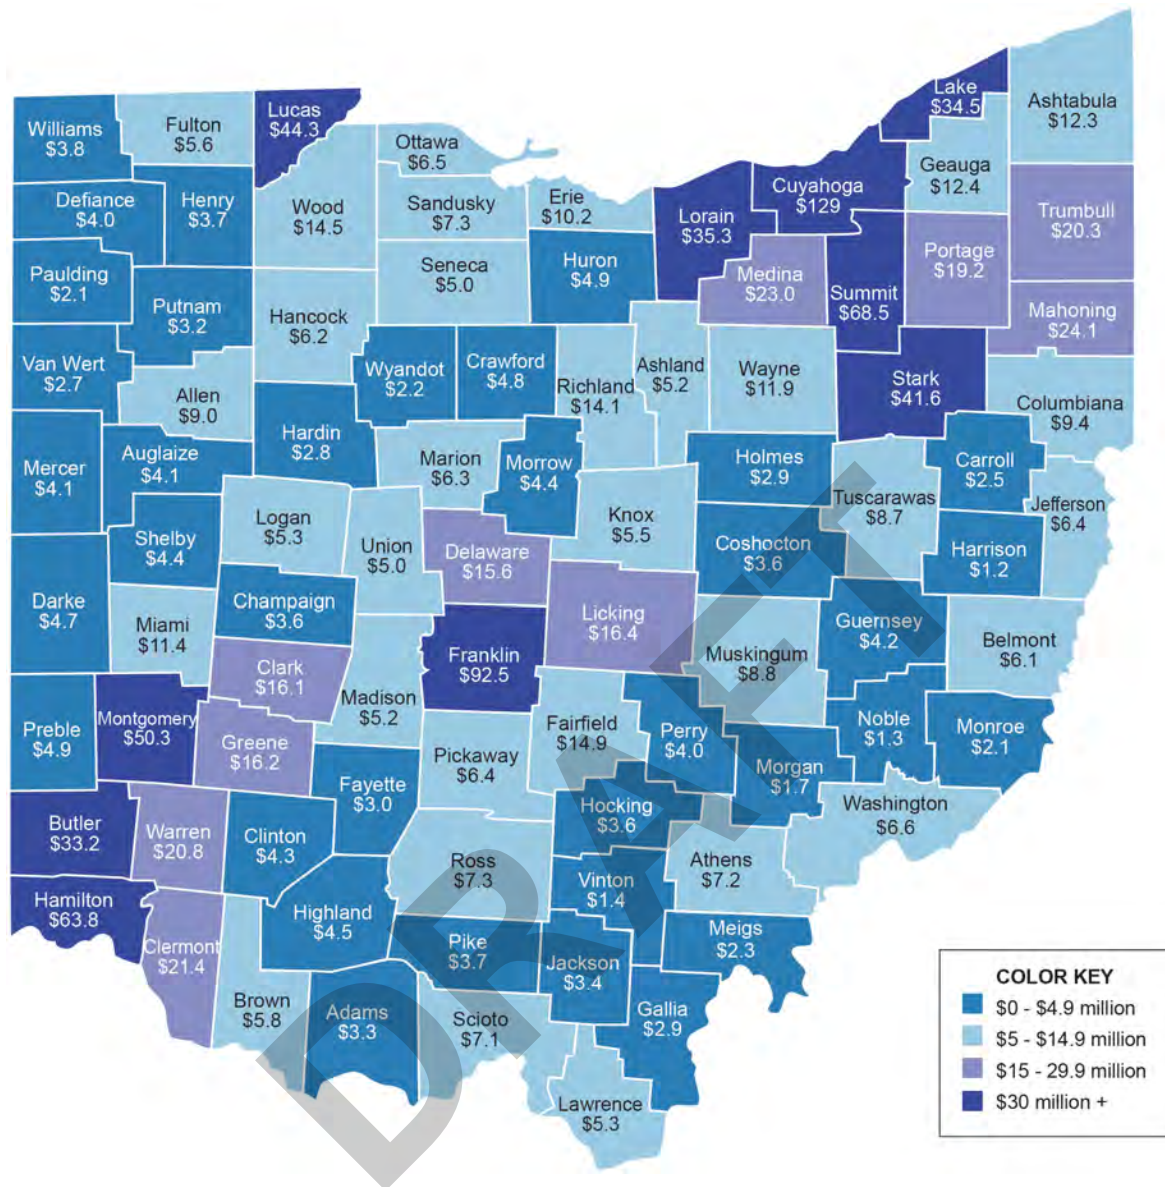 Williams
$3.8
Fulton
$5.6
Lucas
$44.3
Ottawa
$6.5
Lake
$34.5
Ashtabula
$12.3
Geauga
$12.4
Cuyahoga
$129
Defiance
$4.0
Henry
$3.7
Wood
$14.5
Sandusky
$7.3
Erie
$10.2
Lorain
$35.3
Trumbull
$20.3
Portage
$19.2
Paulding
$2.1
Putnam
$3.2
Seneca
$5.0
Huron
$4.9
Medina
$23.0
Summit
$68.5
Mahoning
$24.1
Hancock
$6.2
Van Wert
$2.7
Allen
$9.0
Wyandot
$2.2
Crawford
$4.8
Richland
$14.1
Ashland
$5.2
Wayne
$11.9
Stark
$41.6
Columbiana
$9.4
Mercer
$4.1
Auglaize
$4.1
Hardin
$2.8
Marion
$6.3
Morrow
$4.4
Holmes
$2.9
Tuscarawas
$8.7
Carroll
$2.5
Jefferson
$6.4
Shelby
$4.4
Logan
$5.3
Union
$5.0
Delaware
$15.6
Knox
$5.5
Coshocton
$3.6
Harrison
$1.2
Darke
$4.7
Miami
$11.4
Champaign
$3.6
Licking
$16.4
Guernsey
$4.2
Belmont
$6.1
Clark
$16.1
Madison
$5.2
Franklin
$92.5
Muskingum
$8.8
Preble
$4.9
Montgomery
$50.3
Greene
$16.2
Pickaway
$6.4
Fairfield
$14.9
Perry
$4.0
Noble
$1.3
Monroe
$2.1
Fayette
$3.0
Morgan
$1.7
Hocking
$3.6
Washington
$6.6
Butler
$33.2
Warren
$20.8
Clinton
$4.3
Ross
$7.3
Athens
$7.2
Vinton
$1.4
Hamilton
$63.8
Highland
$4.5
Clermont
$21.4
Pike
$3.7
Jackson
$3.4
Meigs
$2.3
Brown
$5.8
Adams
$3.3
Scioto
$7.1
Gallia
$2.9
Lawrence
$5.3
COLOR KEY
$0 - $4.9 million
$5 - $14.9 million
$15 - 29.9 million
$30 million +
DRAFT